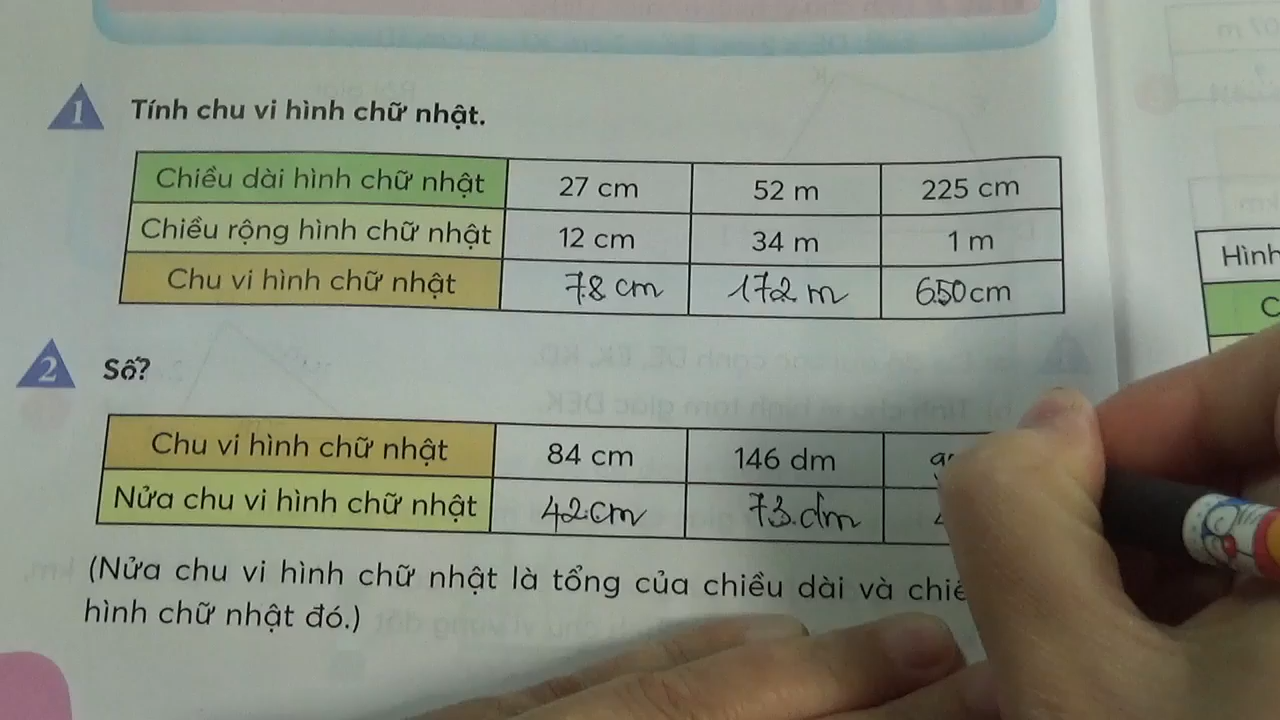 1 Tính chu vi hình chữ nhật.
Chiều dài hình chữ nhật 27 cm 52 m 225 cm
Chiều rộng hình chữ nhật 12 cm 34 m 1 m
Chu vi hình chữ nhật 78 cm 172 m 650 cm
Hình
C
2 Số?
Chu vi hình chữ nhật 84 cm 146 dm
Nửa chu vi hình chữ nhật 42 cm 73 dm
(Nửa chu vi hình chữ nhật là tổng của chiều dài và
hình chữ nhật đó.)